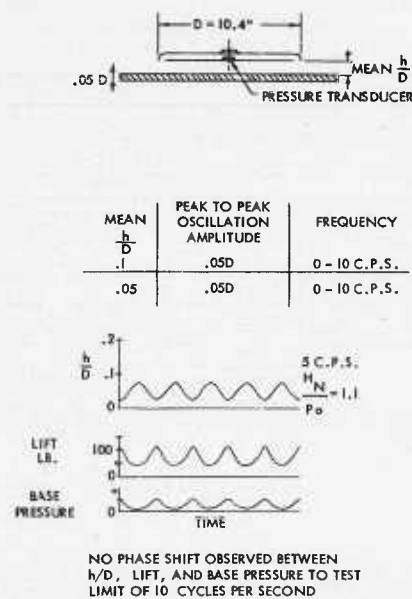 D = 10.4"
.05 D
MEAN h/D
PRESSURE TRANSDUCER
MEAN h/D
PEAK TO PEAK OSCILLATION AMPLITUDE
FREQUENCY
.1 .05D 0 - 10 C.P.S.
.05 .05D 0 - 10 C.P.S.
h/D
.2
.1
0
5 C.P.S.
H_N/Po = 1.1
LIFT LB.
100
0
BASE PRESSURE
0
TIME
NO PHASE SHIFT OBSERVED BETWEEN
h/D, LIFT, AND BASE PRESSURE TO TEST
LIMIT OF 10 CYCLES PER SECOND